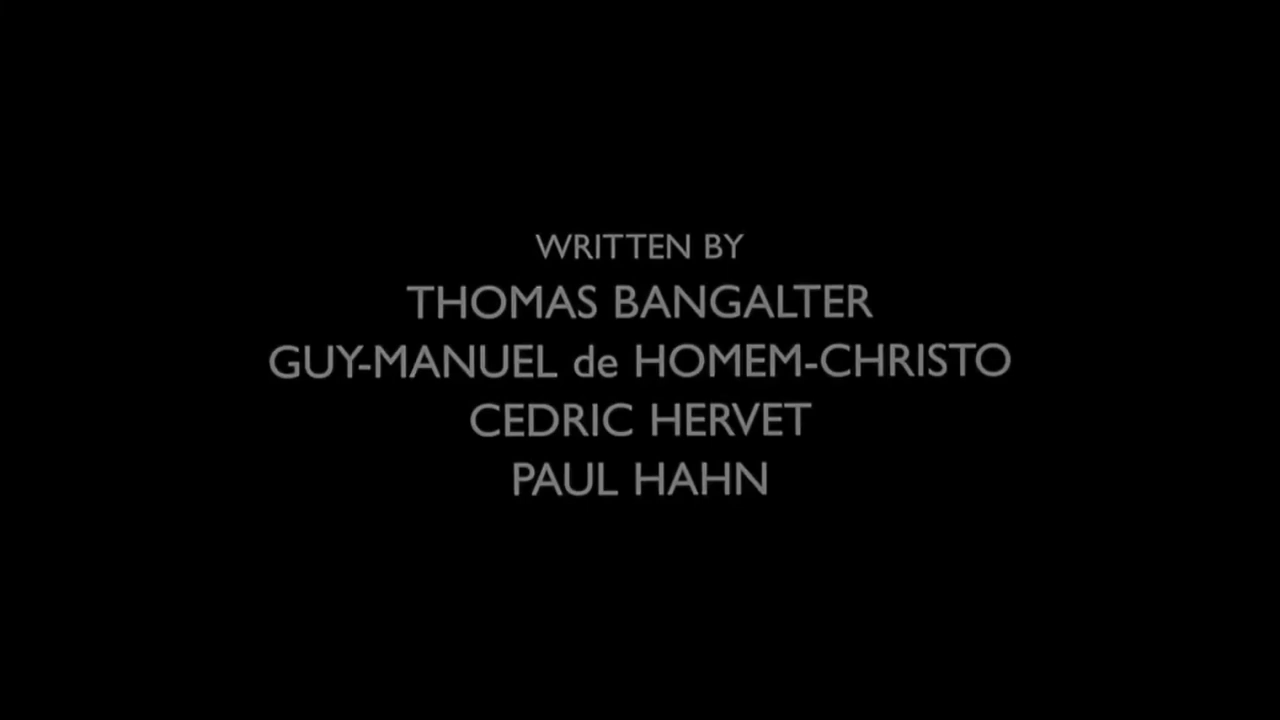 WRITTEN BY
THOMAS BANGALTER
GUY-MANUEL de HOMEM-CHRISTO
CEDRIC HERVET
PAUL HAHN